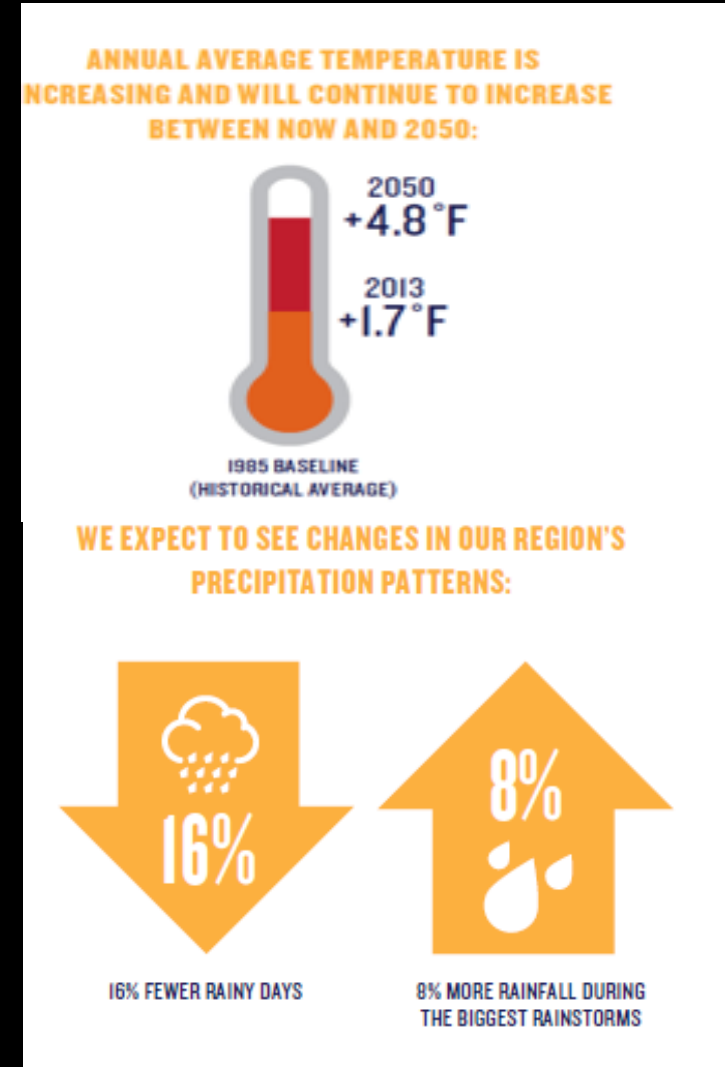 ANNUAL AVERAGE TEMPERATURE IS
NCREASING AND WILL CONTINUE TO INCREASE
BETWEEN NOW AND 2050:
2050
+4.8°F
2013
+1.7°F
1985 BASELINE
(HISTORICAL AVERAGE)
WE EXPECT TO SEE CHANGES IN OUR REGION'S
PRECIPITATION PATTERNS:
16%
8%
16% FEWER RAINY DAYS
8% MORE RAINFALL DURING
THE BIGGEST RAINSTORMS